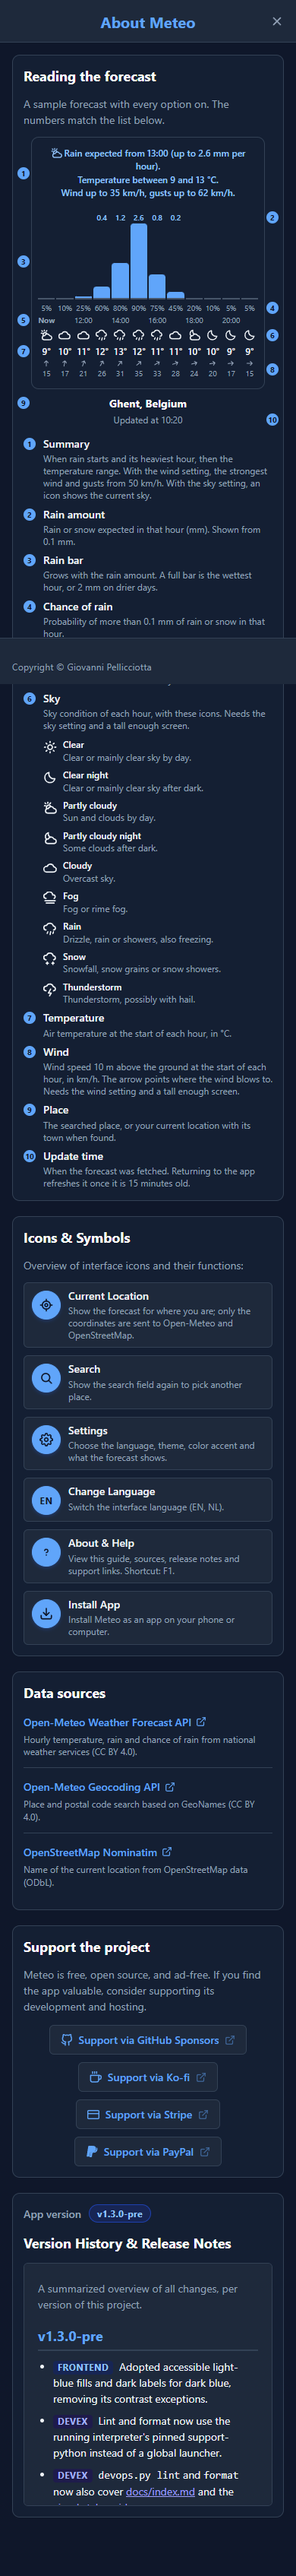 About Meteo
Reading the forecast
A sample forecast with every option on. The
numbers match the list below.
Rain expected from 13:00 (up to 2.6 mm per
hour).
Temperature between 9 and 13 °C.
Wind up to 35 km/h, gusts up to 62 km/h.
1
0.4 1.2 2.6 0.8 0.2
2
3
5% 10% 25% 60% 80% 90% 75% 45% 20% 10% 5% 5%
4
5
Now 12:00 14:00 16:00 18:00 20:00
6
7
9° 10° 11° 12° 13° 12° 11° 11° 10° 10° 9° 9°
8
15 17 21 26 31 35 33 28 24 20 17 15
9
Ghent, Belgium
Updated at 10:20
10
1 Summary
When rain starts and its heaviest hour, then the
temperature range. With the wind setting, the strongest
wind and gusts from 50 km/h. With the sky setting, an
icon shows the current sky.
2 Rain amount
Rain or snow expected in that hour (mm). Shown from
0.1 mm.
3 Rain bar
Grows with the rain amount. A full bar is the wettest
hour, or 2 mm on drier days.
4 Chance of rain
Probability of more than 0.1 mm of rain or snow in that
hour.
Copyright © Giovanni Pellicciotta
6 Sky
Sky condition of each hour, with these icons. Needs the
sky setting and a tall enough screen.
Clear
Clear or mainly clear sky by day.
Clear night
Clear or mainly clear sky after dark.
Partly cloudy
Sun and clouds by day.
Partly cloudy night
Some clouds after dark.
Cloudy
Overcast sky.
Fog
Fog or rime fog.
Rain
Drizzle, rain or showers, also freezing.
Snow
Snowfall, snow grains or snow showers.
Thunderstorm
Thunderstorm, possibly with hail.
7 Temperature
Air temperature at the start of each hour, in °C.
8 Wind
Wind speed 10 m above the ground at the start of each
hour, in km/h. The arrow points where the wind blows to.
Needs the wind setting and a tall enough screen.
9 Place
The searched place, or your current location with its
town when found.
10 Update time
When the forecast was fetched. Returning to the app
refreshes it once it is 15 minutes old.
Icons & Symbols
Overview of interface icons and their functions:
Current Location
Show the forecast for where you are; only the
coordinates are sent to Open-Meteo and
OpenStreetMap.
Search
Show the search field again to pick another
place.
Settings
Choose the language, theme, color accent and
what the forecast shows.
EN
Change Language
Switch the interface language (EN, NL).
?
About & Help
View this guide, sources, release notes and
support links. Shortcut: F1.
Install App
Install Meteo as an app on your phone or
computer.
Data sources
Open-Meteo Weather Forecast API
Hourly temperature, rain and chance of rain from national
weather services (CC BY 4.0).
Open-Meteo Geocoding API
Place and postal code search based on GeoNames (CC BY
4.0).
OpenStreetMap Nominatim
Name of the current location from OpenStreetMap data
(ODbL).
Support the project
Meteo is free, open source, and ad-free. If you find
the app valuable, consider supporting its
development and hosting.
Support via GitHub Sponsors
Support via Ko-fi
Support via Stripe
Support via PayPal
App version v1.3.0-pre
Version History & Release Notes
A summarized overview of all changes, per
version of this project.
v1.3.0-pre
• FRONTEND Adopted accessible light-
blue fills and dark labels for dark blue,
removing its contrast exceptions.
• DEVEX Lint and format now use the
running interpreter's pinned support-
python instead of a global launcher.
• DEVEX devops.py lint and format
now also cover docs/index.md and the